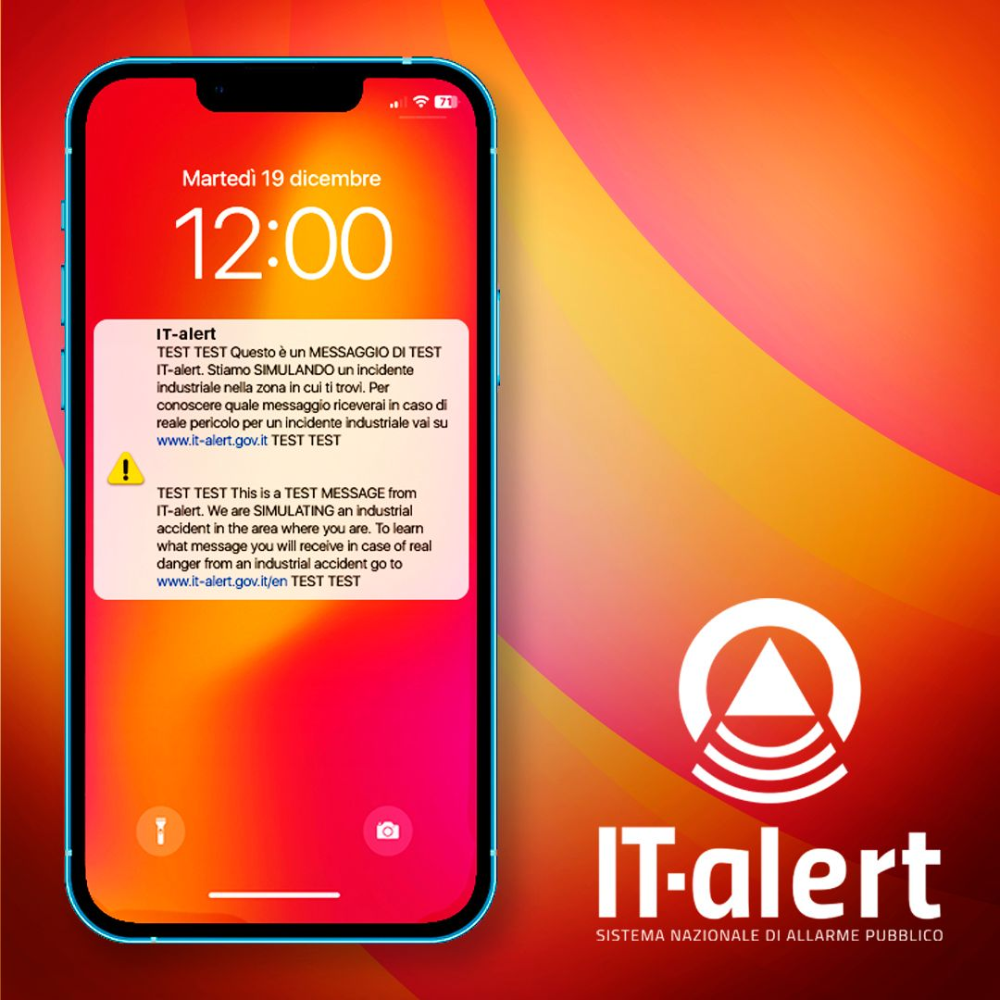 71
Martedì 19 dicembre
12:00
IT-alert
TEST TEST Questo è un MESSAGGIO DI TEST
IT-alert. Stiamo SIMULANDO un incidente
industriale nella zona in cui ti trovi. Per
conoscere quale messaggio riceverai in caso di
reale pericolo per un incidente industriale vai su
www.it-alert.gov.it TEST TEST
TEST TEST This is a TEST MESSAGE from
IT-alert. We are SIMULATING an industrial
accident in the area where you are. To learn
what message you will receive in case of real
danger from an industrial accident go to
www.it-alert.gov.it/en TEST TEST
IT-alert
SISTEMA NAZIONALE DI ALLARME PUBBLICO